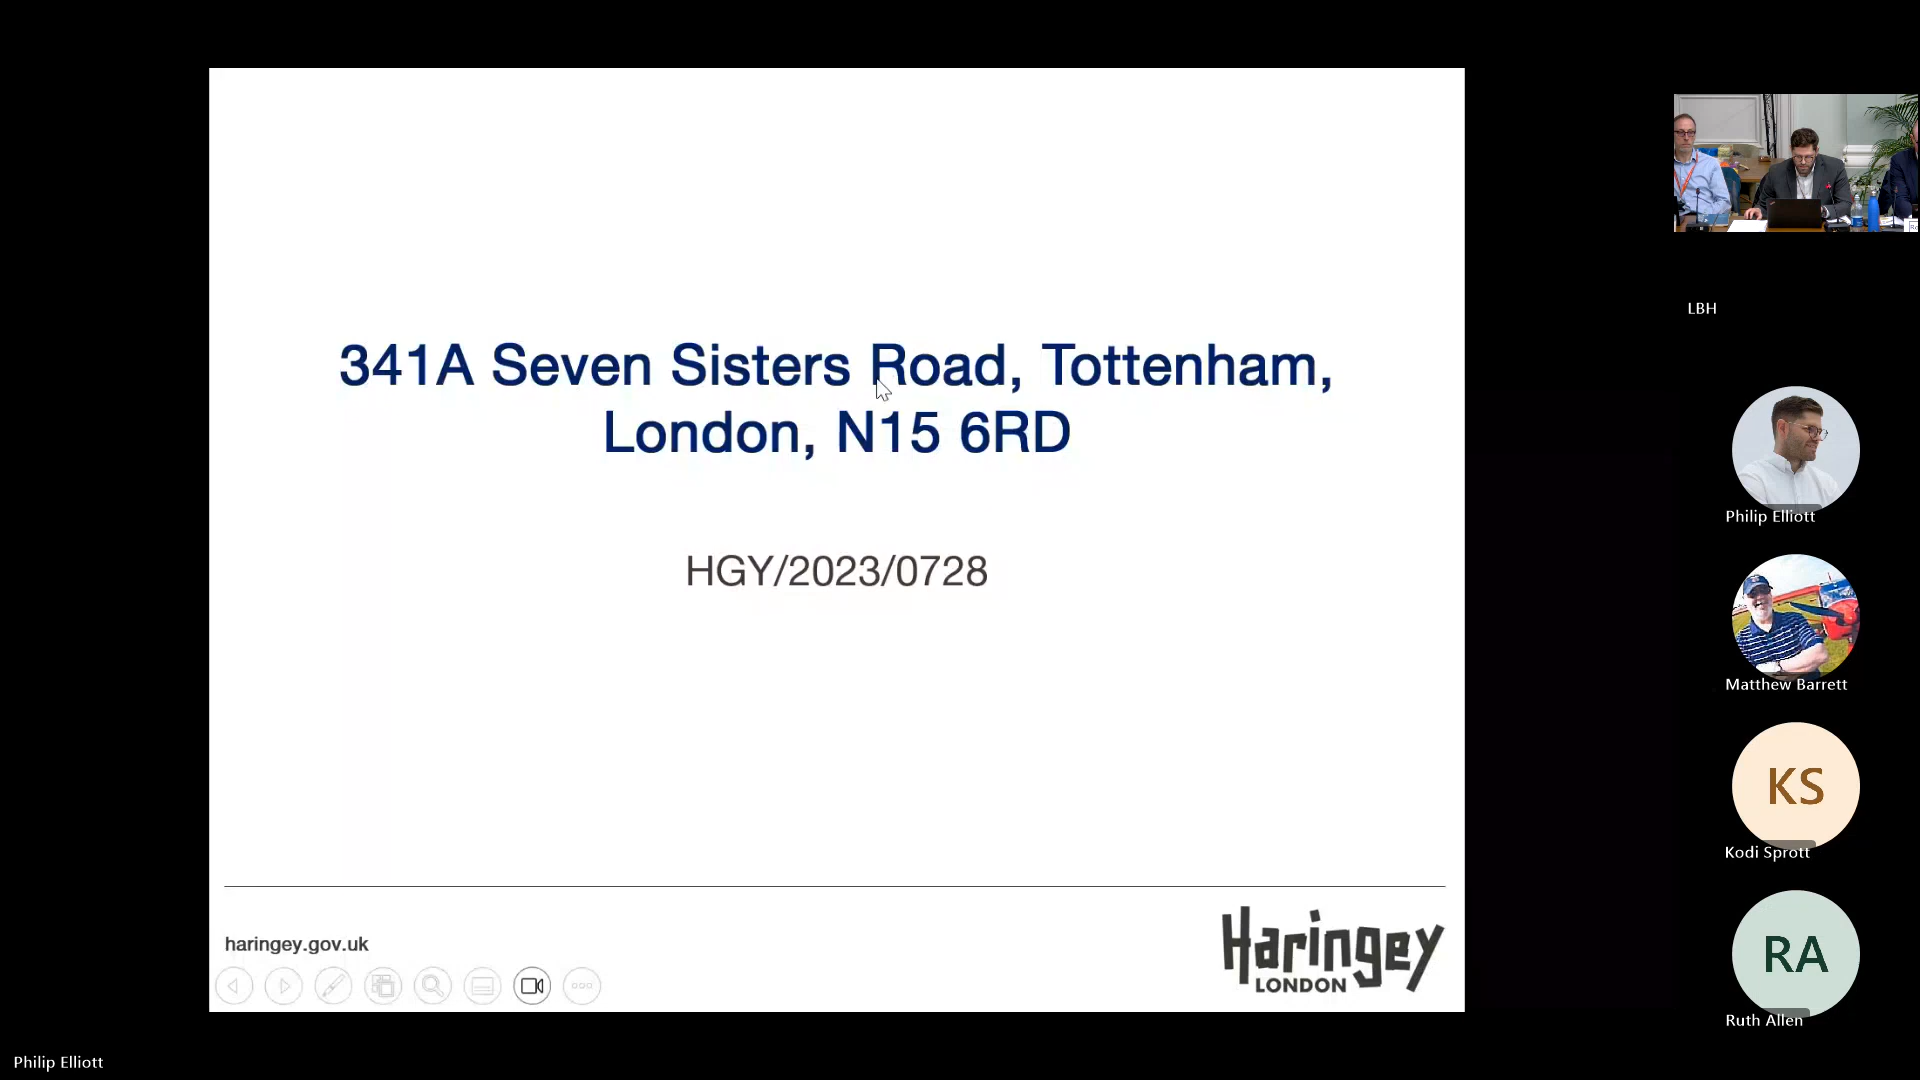 341A Seven Sisters Road, Tottenham,
London, N15 6RD
HGY/2023/0728
haringey.gov.uk
Haringey
LONDON
LBH
Philip Elliott
Matthew Barrett
KS
Kodi Sprott
RA
Ruth Allen
Philip Elliott